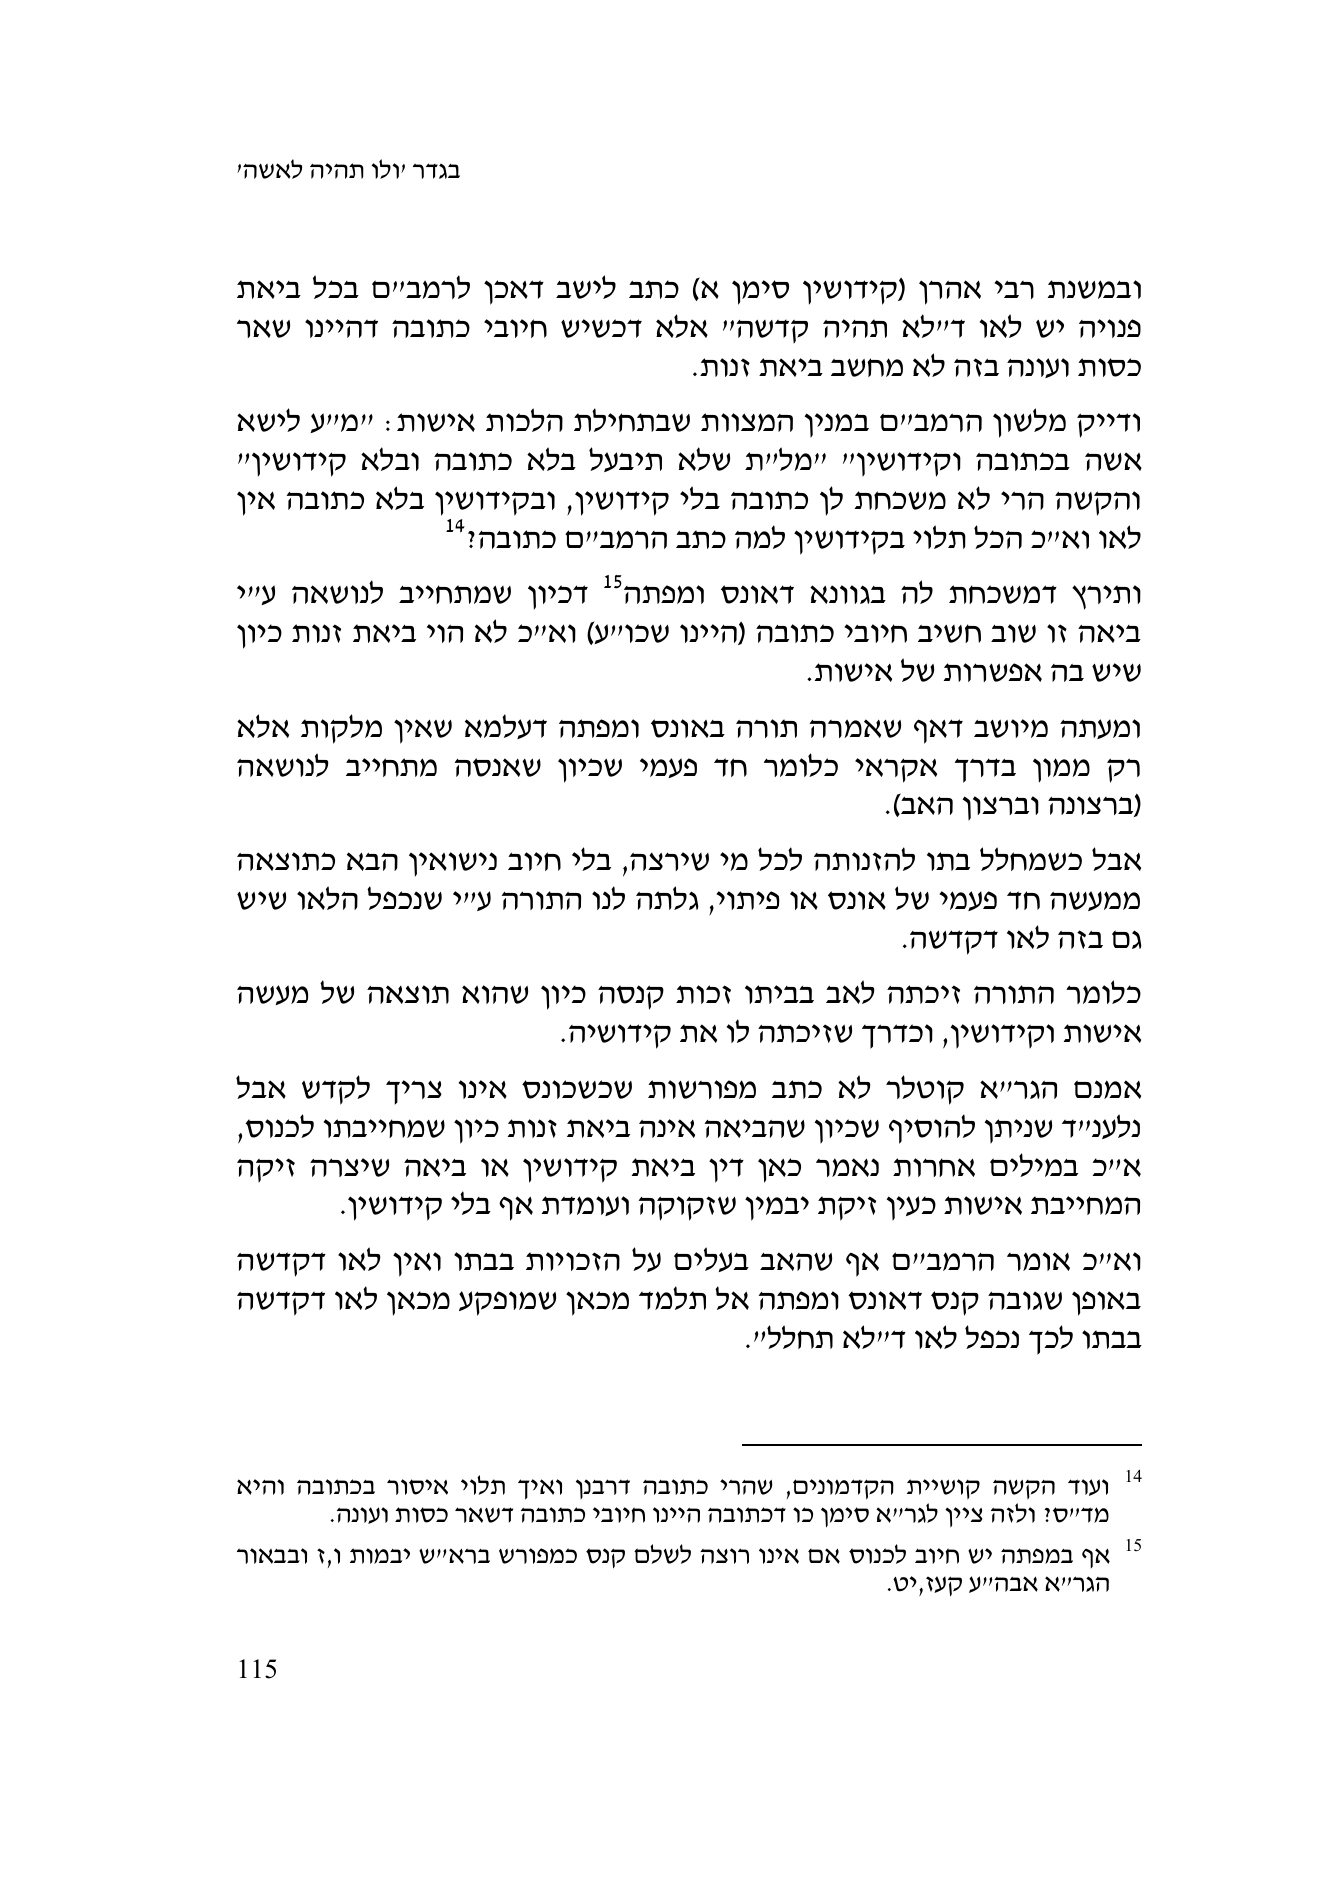 בגדר 'ולו תהיה לאשה'
ובמשנת רבי אהרן (קידושין סימן א) כתב לישב דאכן לרמב"ם בכל ביאת
פנויה יש לאו ד"לא תהיה קדשה" אלא דכשיש חיובי כתובה דהיינו שאר
כסות ועונה בזה לא מחשב ביאת זנות.
ודייק מלשון הרמב"ם במנין המצוות שבתחילת הלכות אישות: "מ"ע לישא
אשה בכתובה וקידושין" "מל"ת שלא תיבעל בלא כתובה ובלא קידושין"
והקשה הרי לא משכחת לן כתובה בלי קידושין, ובקידושין בלא כתובה אין
לאו וא"כ הכל תלוי בקידושין למה כתב הרמב"ם כתובה?14
ותירץ דמשכחת לה בגוונא דאונס ומפתה15 דכיון שמתחייב לנושאה ע"י
ביאה זו שוב חשיב חיובי כתובה (היינו שכו"ע) וא"כ לא הוי ביאת זנות כיון
שיש בה אפשרות של אישות.
ומעתה מיושב דאף שאמרה תורה באונס ומפתה דעלמא שאין מלקות אלא
רק ממון בדרך אקראי כלומר חד פעמי שכיון שאנסה מתחייב לנושאה
(ברצונה וברצון האב).
אבל כשמחלל בתו להזנותה לכל מי שירצה, בלי חיוב נישואין הבא כתוצאה
ממעשה חד פעמי של אונס או פיתוי, גלתה לנו התורה ע"י שנכפל הלאו שיש
גם בזה לאו דקדשה.
כלומר התורה זיכתה לאב בביתו זכות קנסה כיון שהוא תוצאה של מעשה
אישות וקידושין, וכדרך שזיכתה לו את קידושיה.
אמנם הגר"א קוטלר לא כתב מפורשות שכשכונס אינו צריך לקדש אבל
נלענ"ד שניתן להוסיף שכיון שהביאה אינה ביאת זנות כיון שמחייבתו לכנוס,
א"כ במילים אחרות נאמר כאן דין ביאת קידושין או ביאה שיצרה זיקה
המחייבת אישות כעין זיקת יבמין שזקוקה ועומדת אף בלי קידושין.
וא"כ אומר הרמב"ם אף שהאב בעלים על הזכויות בבתו ואין לאו דקדשה
באופן שגובה קנס דאונס ומפתה אל תלמד מכאן שמופקע מכאן לאו דקדשה
בבתו לכך נכפל לאו ד"לא תחלל".
14 ועוד הקשה קושיית הקדמונים, שהרי כתובה דרבנן ואיך תלוי איסור בכתובה והיא
מד"ס? ולזה ציין לגר"א סימן כו דכתובה היינו חיובי כתובה דשאר כסות ועונה.
15 אף במפתה יש חיוב לכנוס אם אינו רוצה לשלם קנס כמפורש ברא"ש יבמות ו,ז ובבאור
הגר"א אבה"ע קעז,יט.
115